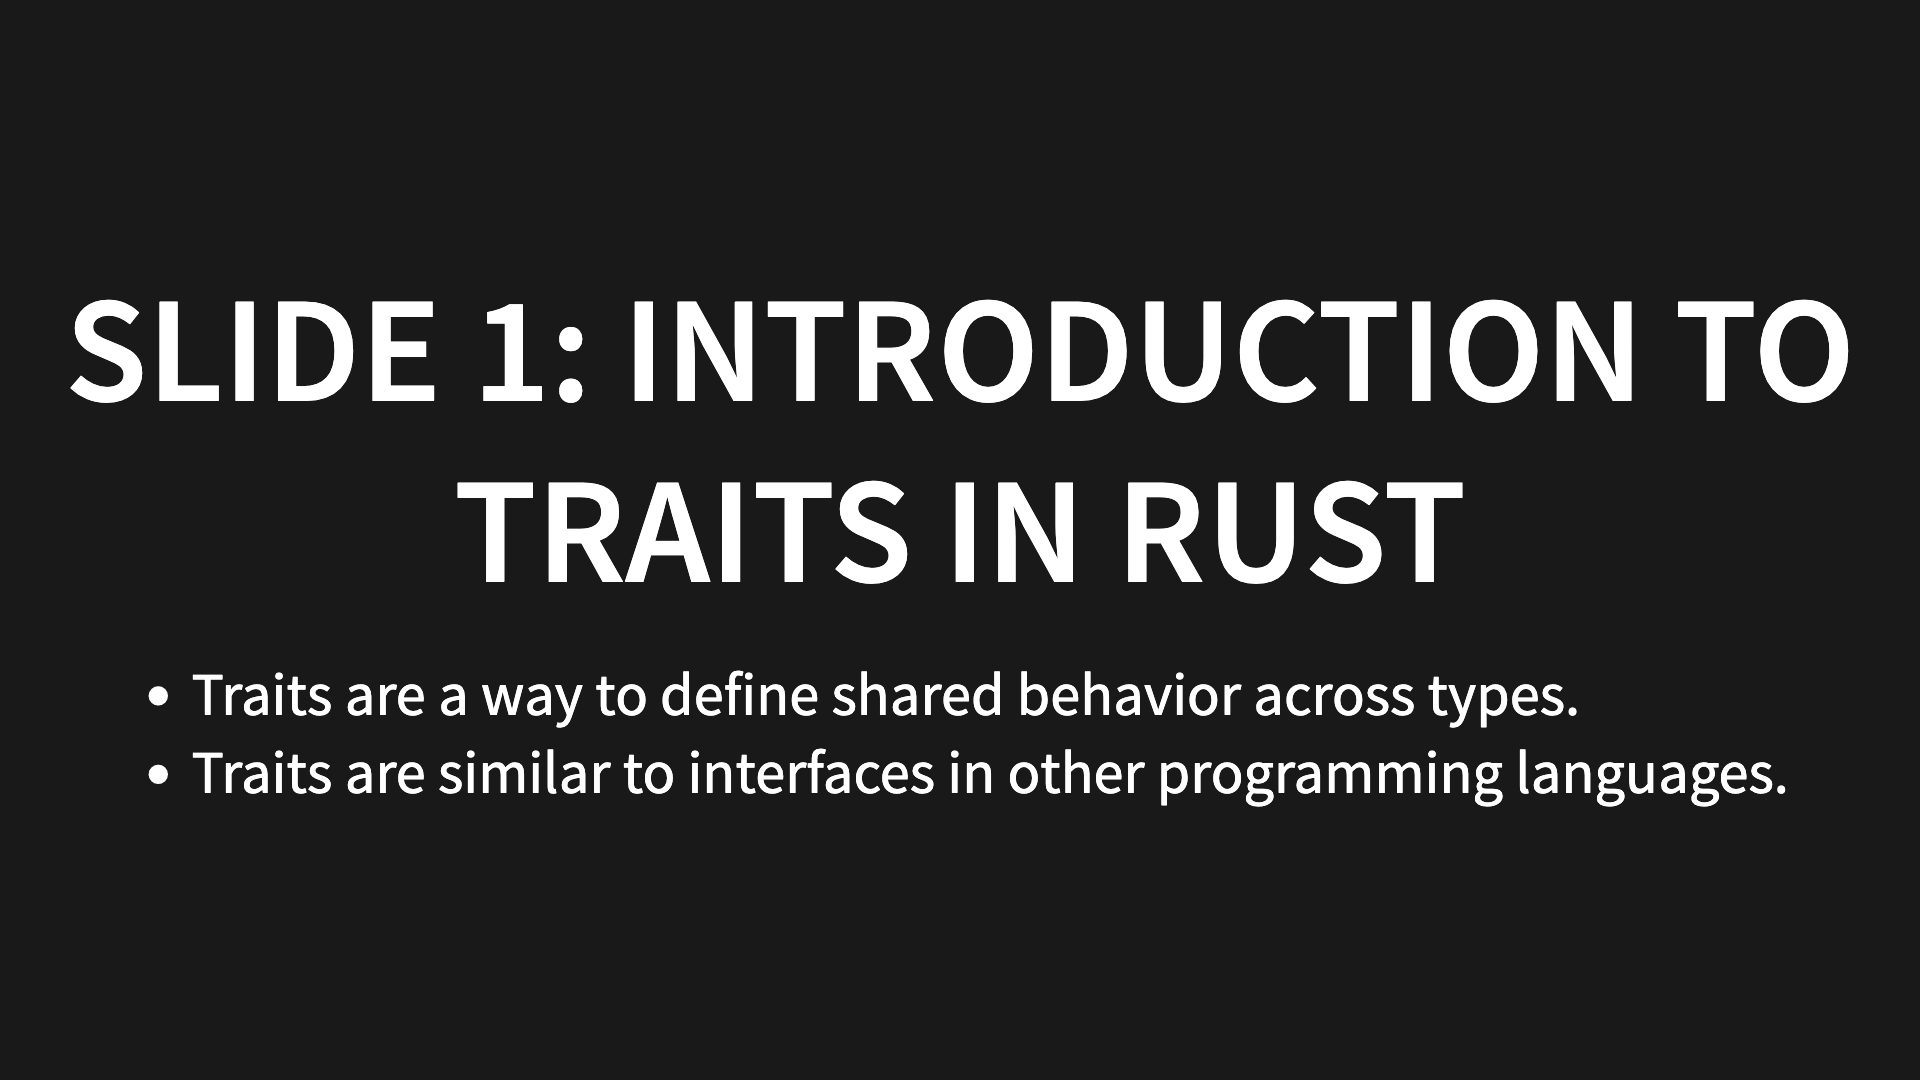 SLIDE 1: INTRODUCTION TO
TRAITS IN RUST
• Traits are a way to define shared behavior across types.
• Traits are similar to interfaces in other programming languages.